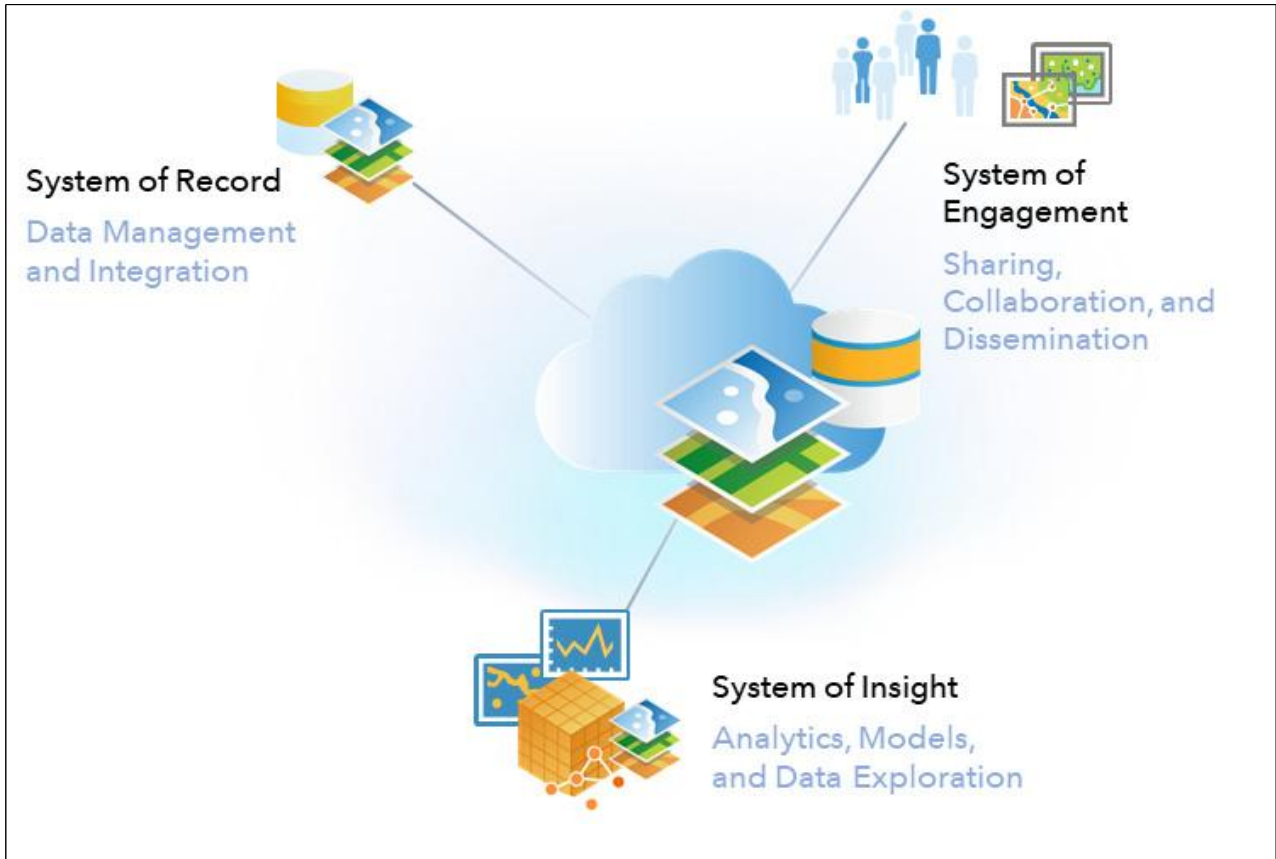 System of Record
Data Management
and Integration
System of
Engagement
Sharing,
Collaboration, and
Dissemination
System of Insight
Analytics, Models,
and Data Exploration